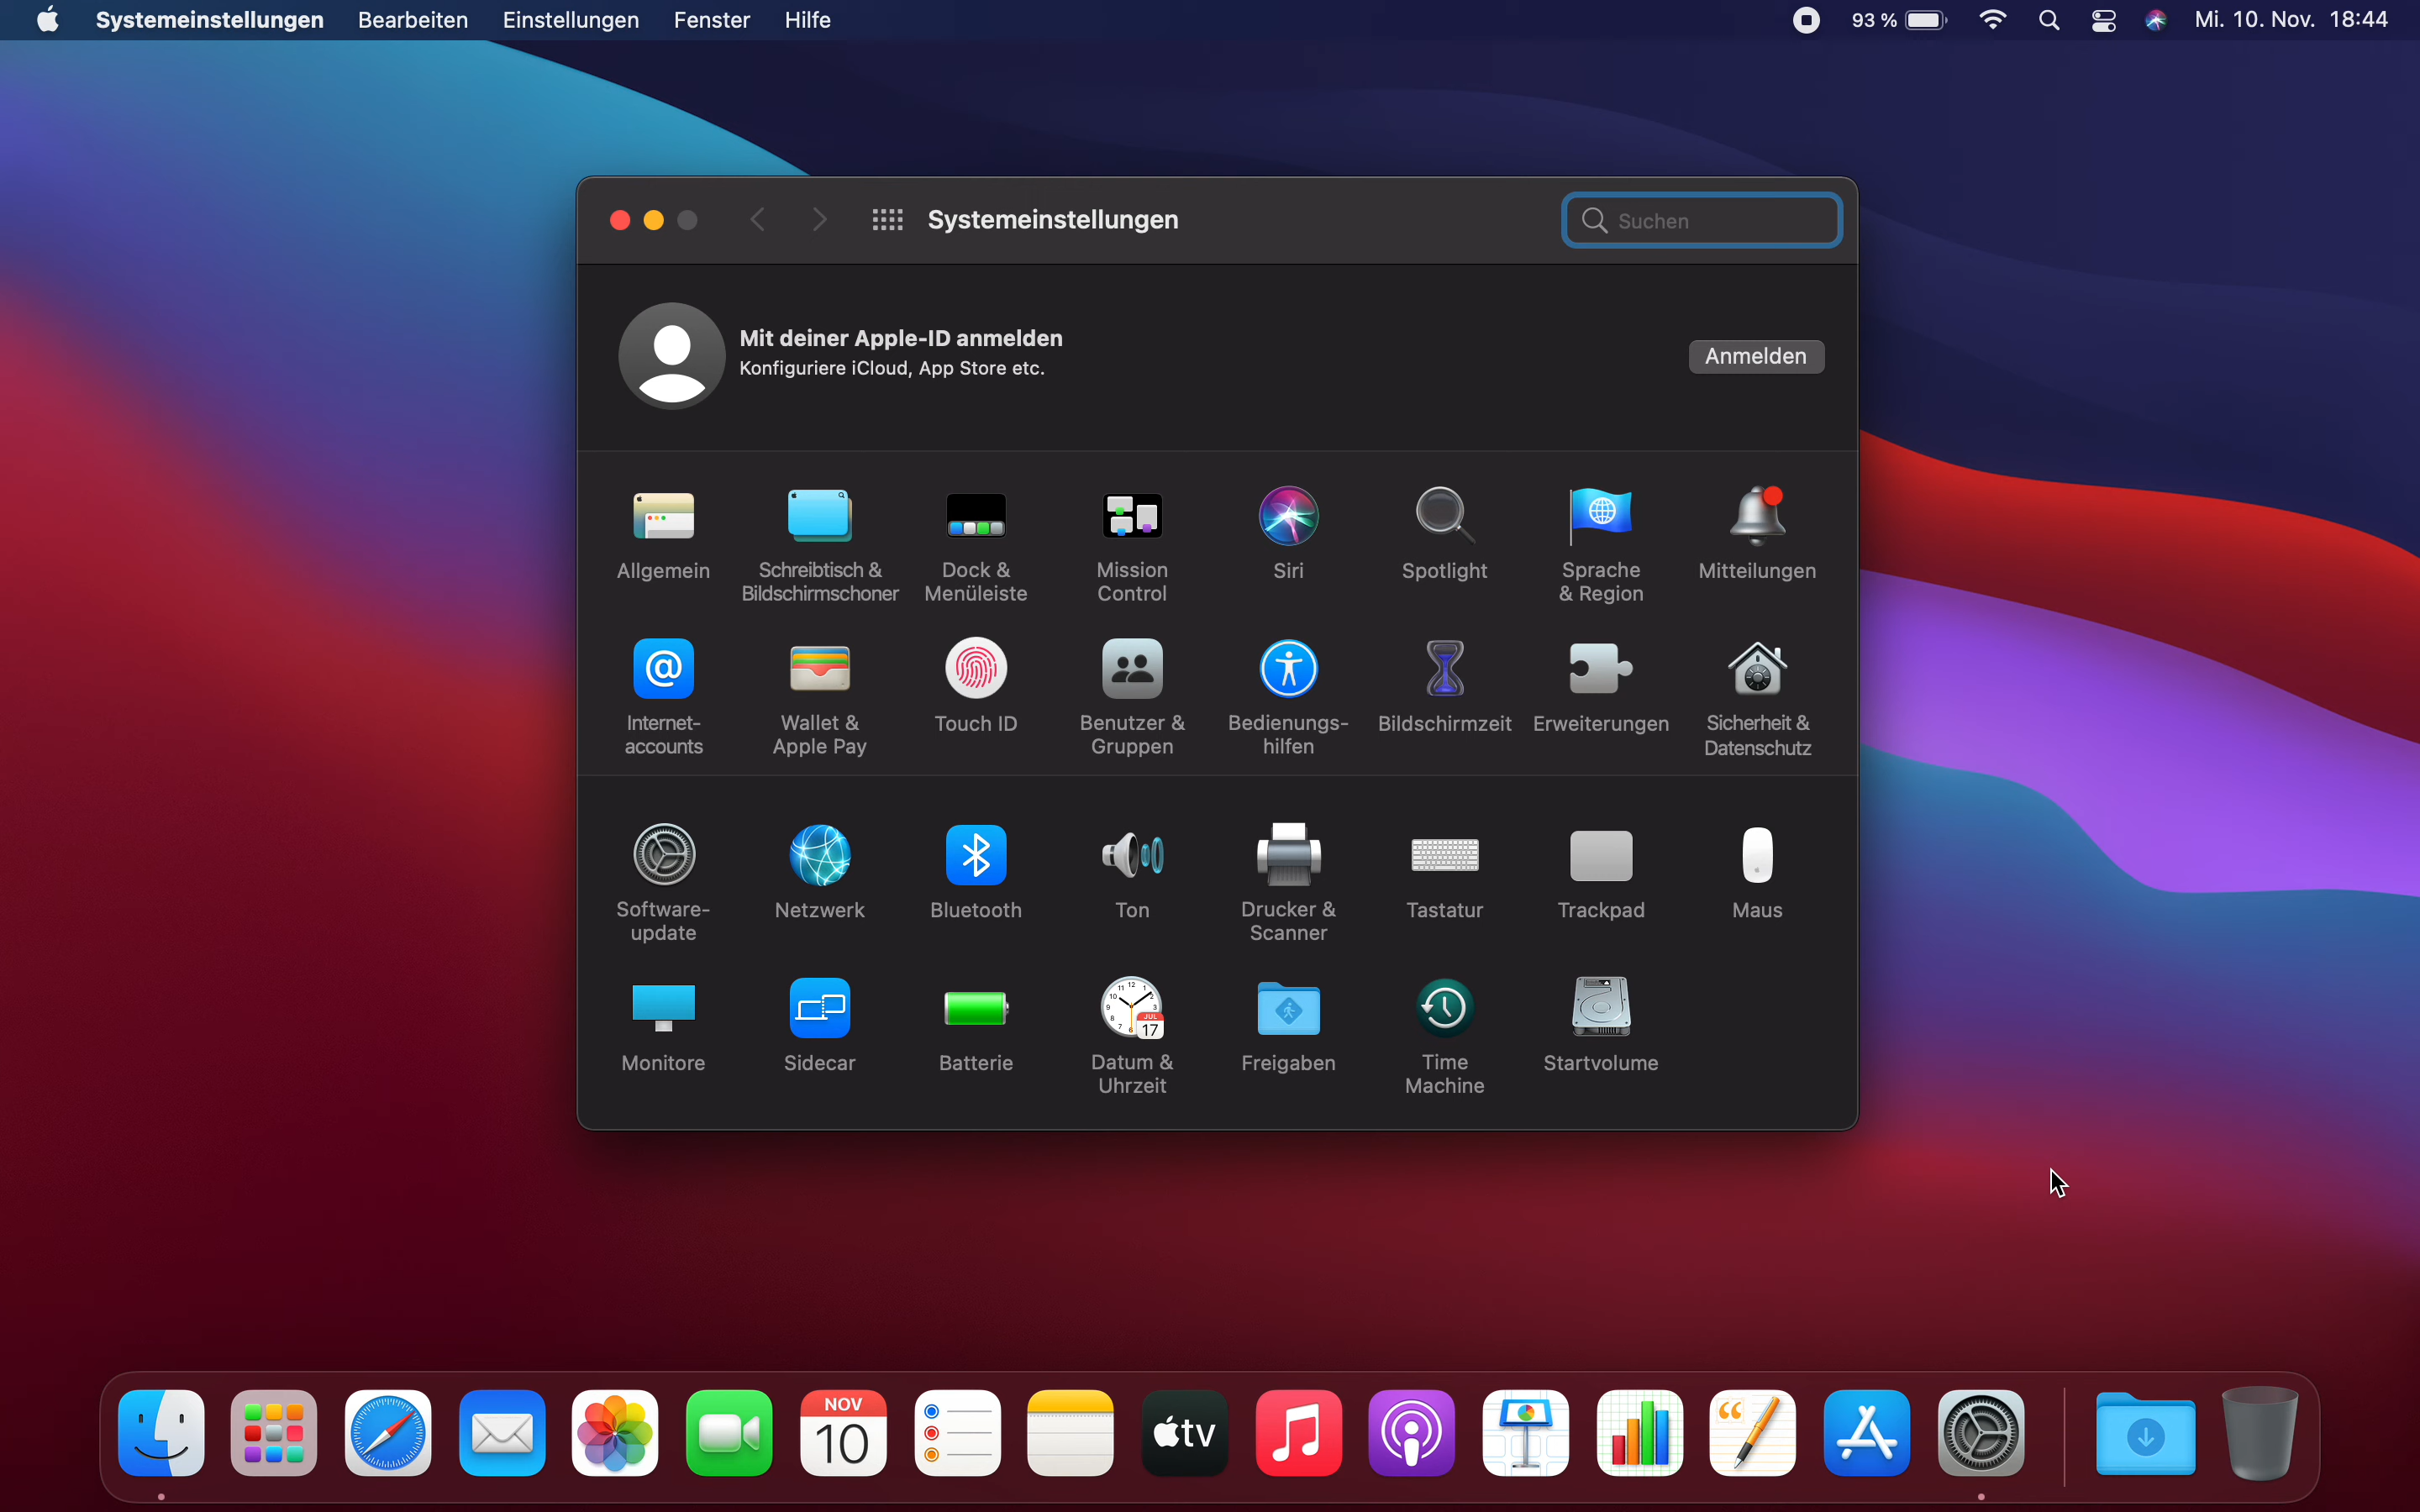 Systemeinstellungen Bearbeiten Einstellungen Fenster Hilfe 93 % Mi. 10. Nov. 18:44
Systemeinstellungen Suchen
Mit deiner Apple-ID anmelden
Konfiguriere iCloud, App Store etc.
Anmelden
Allgemein
Schreibtisch &
Bildschirmschoner
Dock &
Menüleiste
Mission
Control
Siri
Spotlight
Sprache
& Region
Mitteilungen
Internet-
accounts
Wallet &
Apple Pay
Touch ID
Benutzer &
Gruppen
Bedienungs-
hilfen
Bildschirmzeit
Erweiterungen
Sicherheit &
Datenschutz
Software-
update
Netzwerk
Bluetooth
Ton
Drucker &
Scanner
Tastatur
Trackpad
Maus
Monitore
Sidecar
Batterie
JUL
17
Datum &
Uhrzeit
Freigaben
Time
Machine
Startvolume
NOV
10
tv